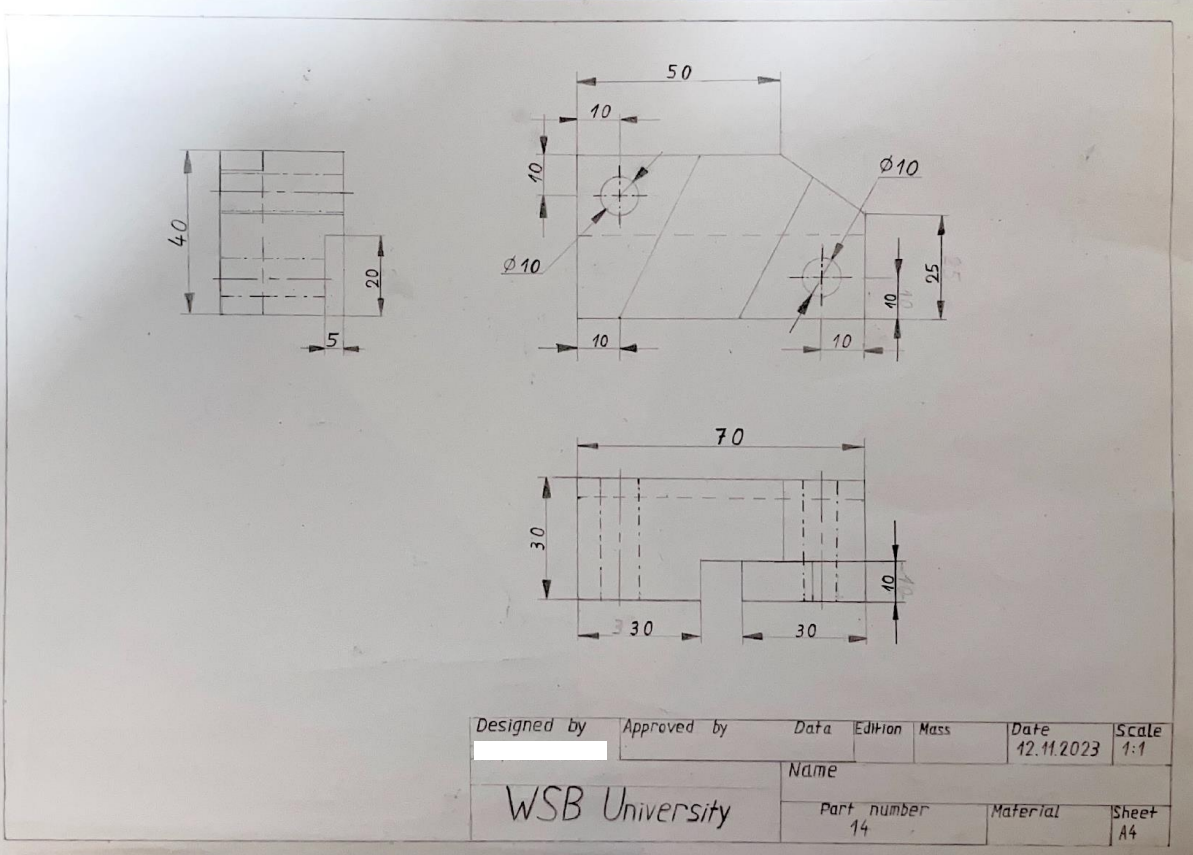 50
10
10
Ø10
Ø10
40
20
5
25
10
10
10
70
30
10
30
30
Designed by
Approved by
Data
Edition
Mass
Date
12.11.2023
Scale
1:1
Name
WSB University
Part number
14
Material
Sheet
A4